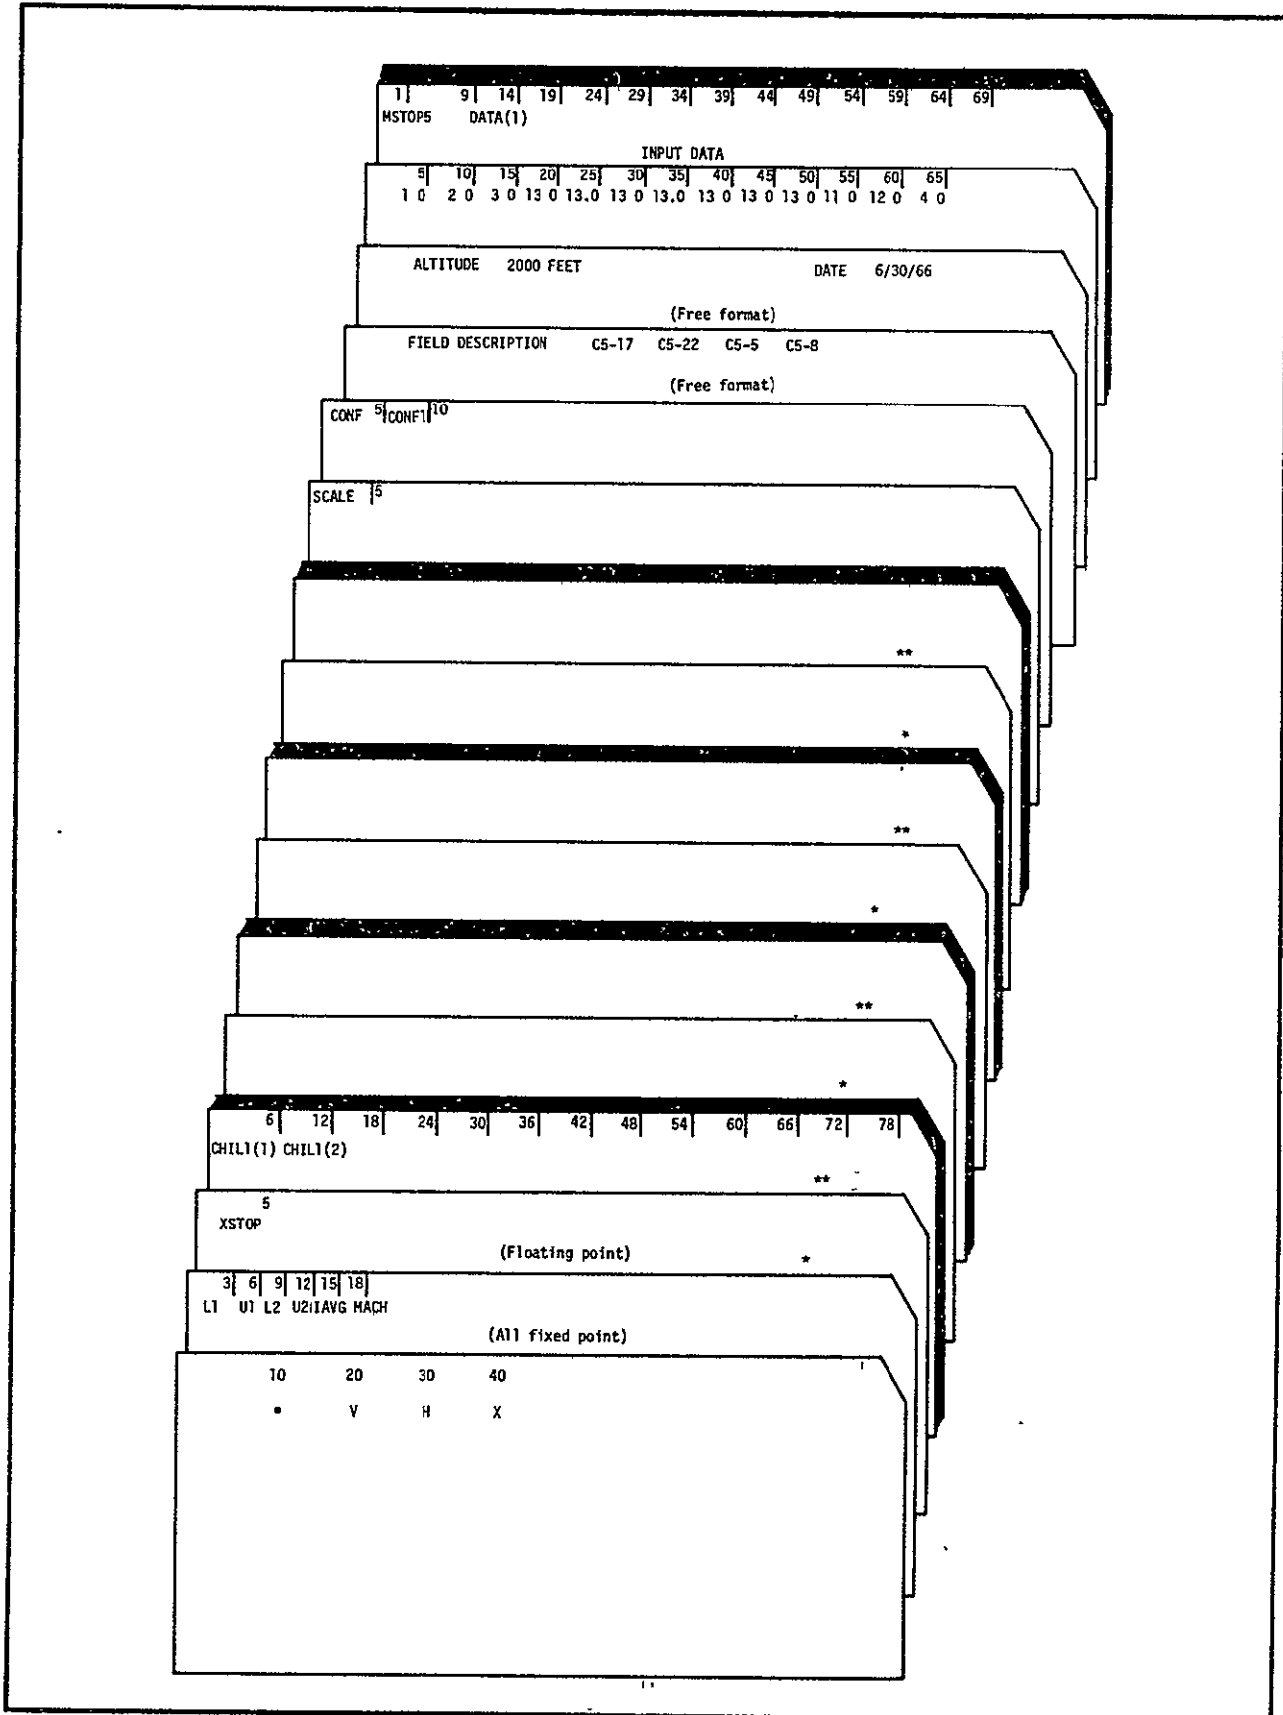 1 9 14 19 24 29 34 39 44 49 54 59 64 69
MSTOP5 DATA(1)
INPUT DATA
5 10 15 20 25 30 35 40 45 50 55 60 65
1 0 2 0 3 0 13 0 13.0 13 0 13.0 13 0 13 0 13 0 11 0 12 0 4 0
ALTITUDE 2000 FEET DATE 6/30/66
(Free format)
FIELD DESCRIPTION C5-17 C5-22 C5-5 C5-8
(Free format)
CONF 5 CONF1 10
SCALE 5
**
*
**
*
**
*
6 12 18 24 30 36 42 48 54 60 66 72 78
CHIL1(1) CHIL1(2)
**
5
XSTOP
(Floating point) *
3 6 9 12 15 18
L1 U1 L2 U2 IAVG MACH
(All fixed point)
10 20 30 40
V H X